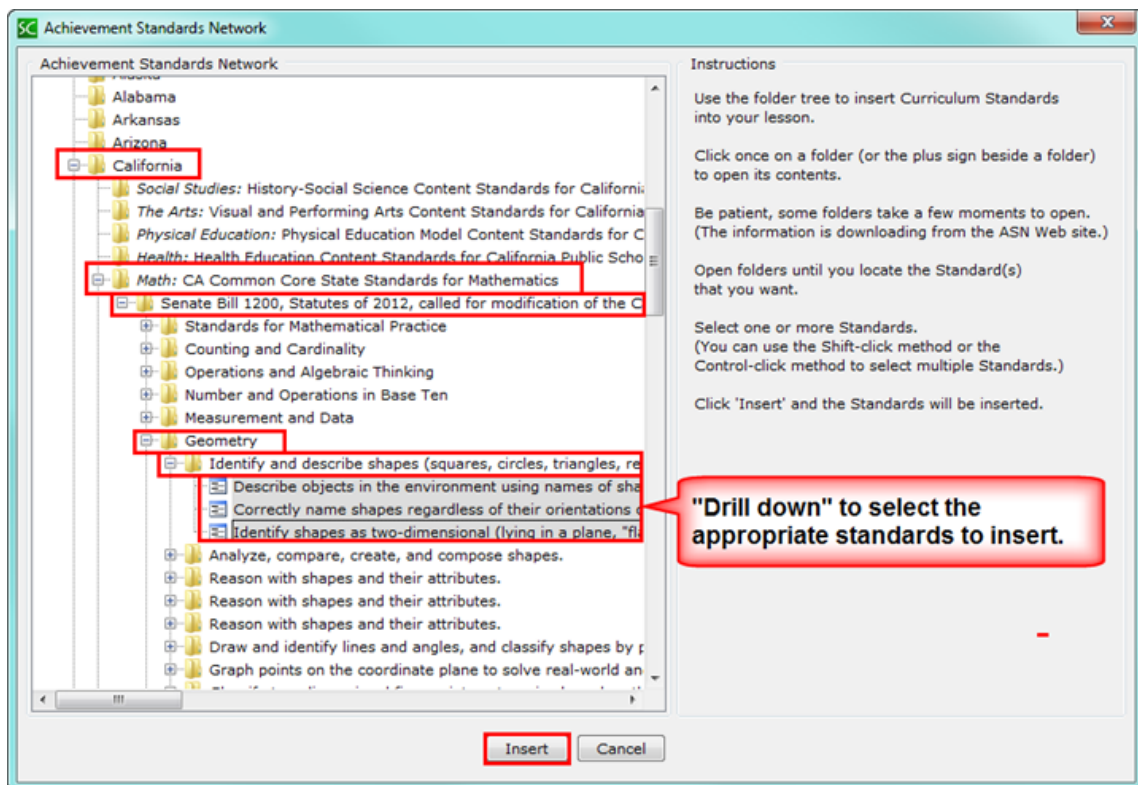 SC Achievement Standards Network
x
Achievement Standards Network
Alabama
Arkansas
Arizona
California
Social Studies: History-Social Science Content Standards for Californi
The Arts: Visual and Performing Arts Content Standards for California
Physical Education: Physical Education Model Content Standards for C
Health: Health Education Content Standards for California Public Scho
Math: CA Common Core State Standards for Mathematics
Senate Bill 1200, Statutes of 2012, called for modification of the C
Standards for Mathematical Practice
Counting and Cardinality
Operations and Algebraic Thinking
Number and Operations in Base Ten
Measurement and Data
Geometry
Identify and describe shapes (squares, circles, triangles, re
Describe objects in the environment using names of sha
Correctly name shapes regardless of their orientations
Identify shapes as two-dimensional (lying in a plane, "fl
Analyze, compare, create, and compose shapes.
Reason with shapes and their attributes.
Reason with shapes and their attributes.
Reason with shapes and their attributes.
Draw and identify lines and angles, and classify shapes by p
Graph points on the coordinate plane to solve real-world an
Instructions
Use the folder tree to insert Curriculum Standards
into your lesson.
Click once on a folder (or the plus sign beside a folder)
to open its contents.
Be patient, some folders take a few moments to open.
(The information is downloading from the ASN Web site.)
Open folders until you locate the Standard(s)
that you want.
Select one or more Standards.
(You can use the Shift-click method or the
Control-click method to select multiple Standards.)
Click 'Insert' and the Standards will be inserted.
"Drill down" to select the
appropriate standards to insert.
Insert
Cancel